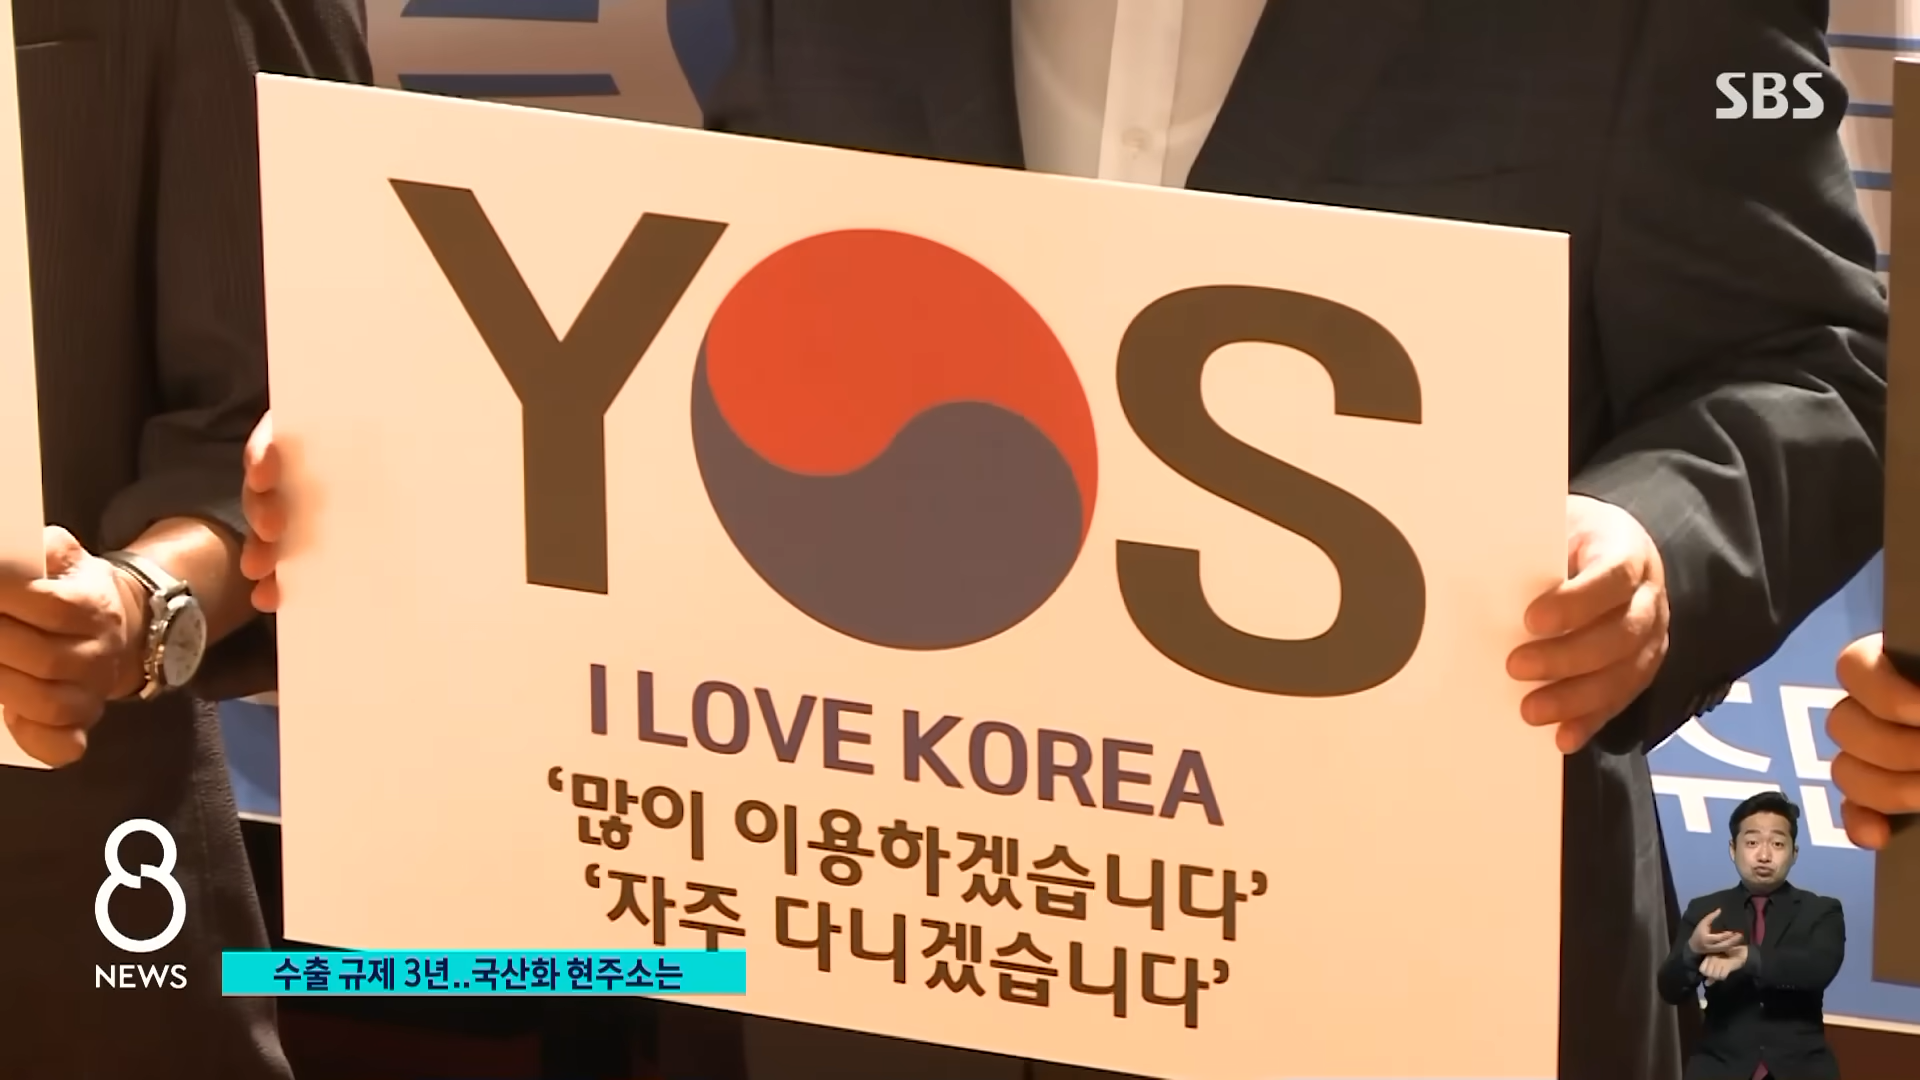 SBS
YOS
I LOVE KOREA
‘많이 이용하겠습니다’
‘자주 다니겠습니다’
8
NEWS
수출 규제 3년..국산화 현주소는